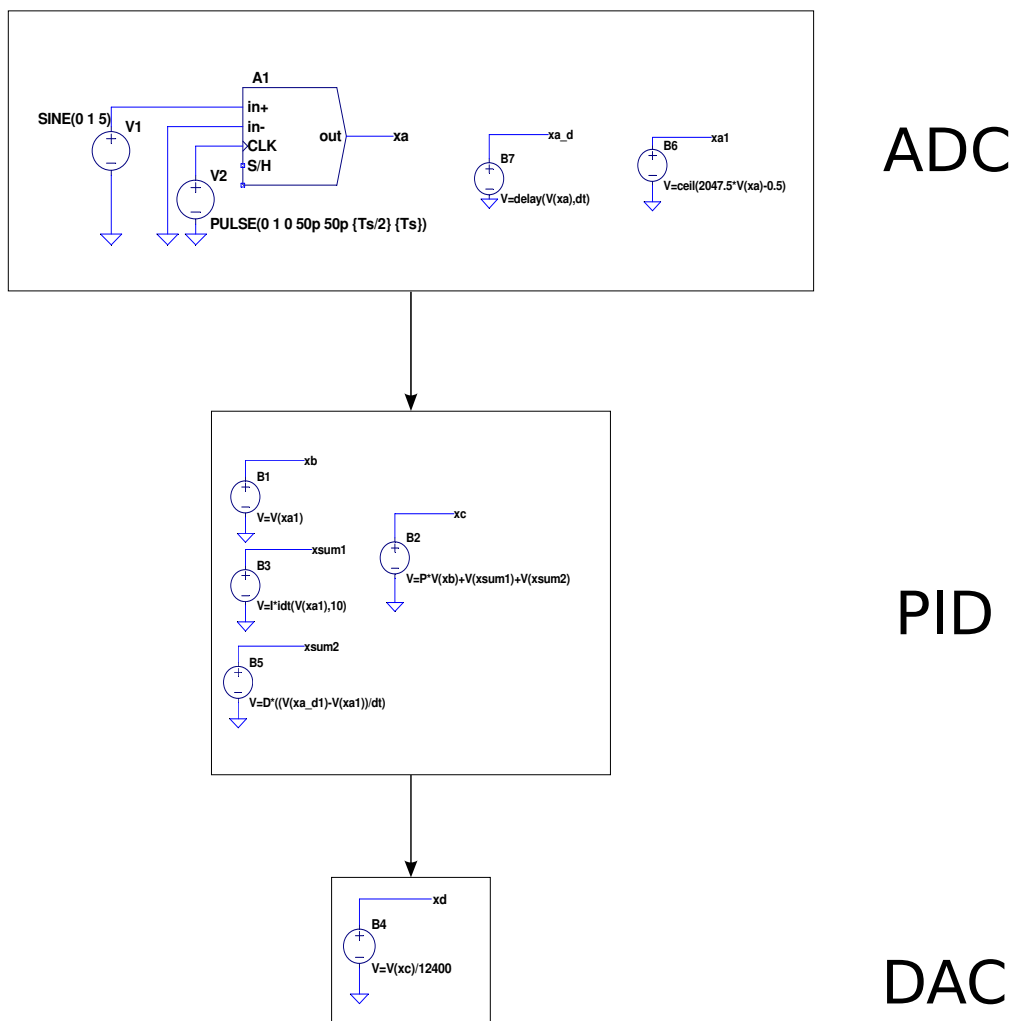 A1
SINE(0 1 5)
V1
in+
in-
CLK
S/H
out
xa
V2
PULSE(0 1 0 50p 50p {Ts/2} {Ts})
xa_d
B7
V=delay(V(xa),dt)
xa1
B6
V=ceil(2047.5*V(xa)-0.5)
ADC
xb
B1
V=V(xa1)
xsum1
B3
V=I*idt(V(xa1),10)
xsum2
B5
V=D*((V(xa_d1)-V(xa1))/dt)
xc
B2
V=P*V(xb)+V(xsum1)+V(xsum2)
PID
xd
B4
V=V(xc)/12400
DAC